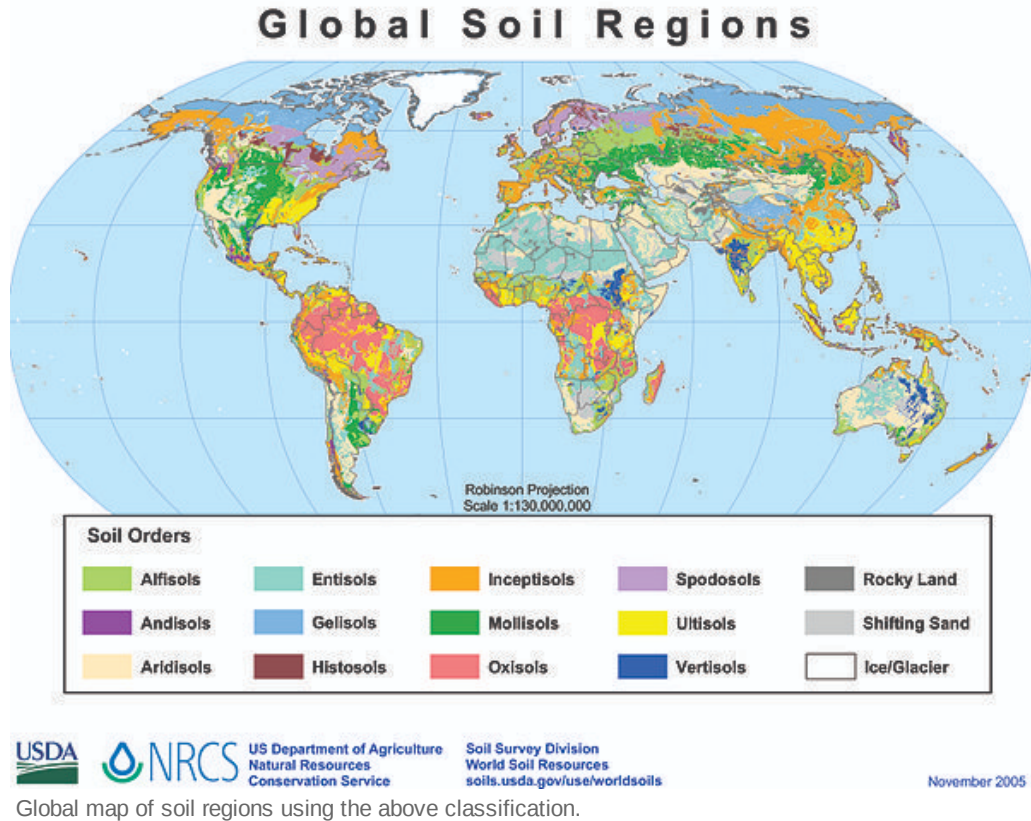 Global Soil Regions
Robinson Projection
Scale 1:130,000,000
Soil Orders
Alfisols Entisols Inceptisols Spodosols Rocky Land
Andisols Gelisols Mollisols Ultisols Shifting Sand
Aridisols Histosols Oxisols Vertisols Ice/Glacier
USDA
NRCS
US Department of Agriculture
Natural Resources
Conservation Service
Soil Survey Division
World Soil Resources
soils.usda.gov/use/worldsoils
November 2005
Global map of soil regions using the above classification.